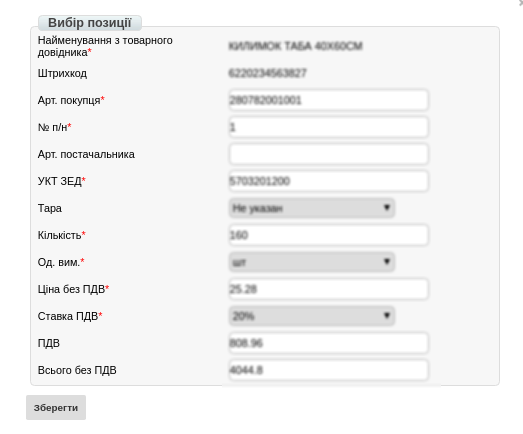 Вибір позиції
Найменування з товарного довідника* КИЛИМОК ТАБА 40X60СМ
Штрихкод 6220234563827
Арт. покупця* 280782001001
№ п/н* 1
Арт. постачальника
УКТ ЗЕД* 5703201200
Тара Не указан
Кількість* 160
Од. вим.* шт
Ціна без ПДВ* 25.28
Ставка ПДВ* 20%
ПДВ 808.96
Всього без ПДВ 4044.8
Зберегти